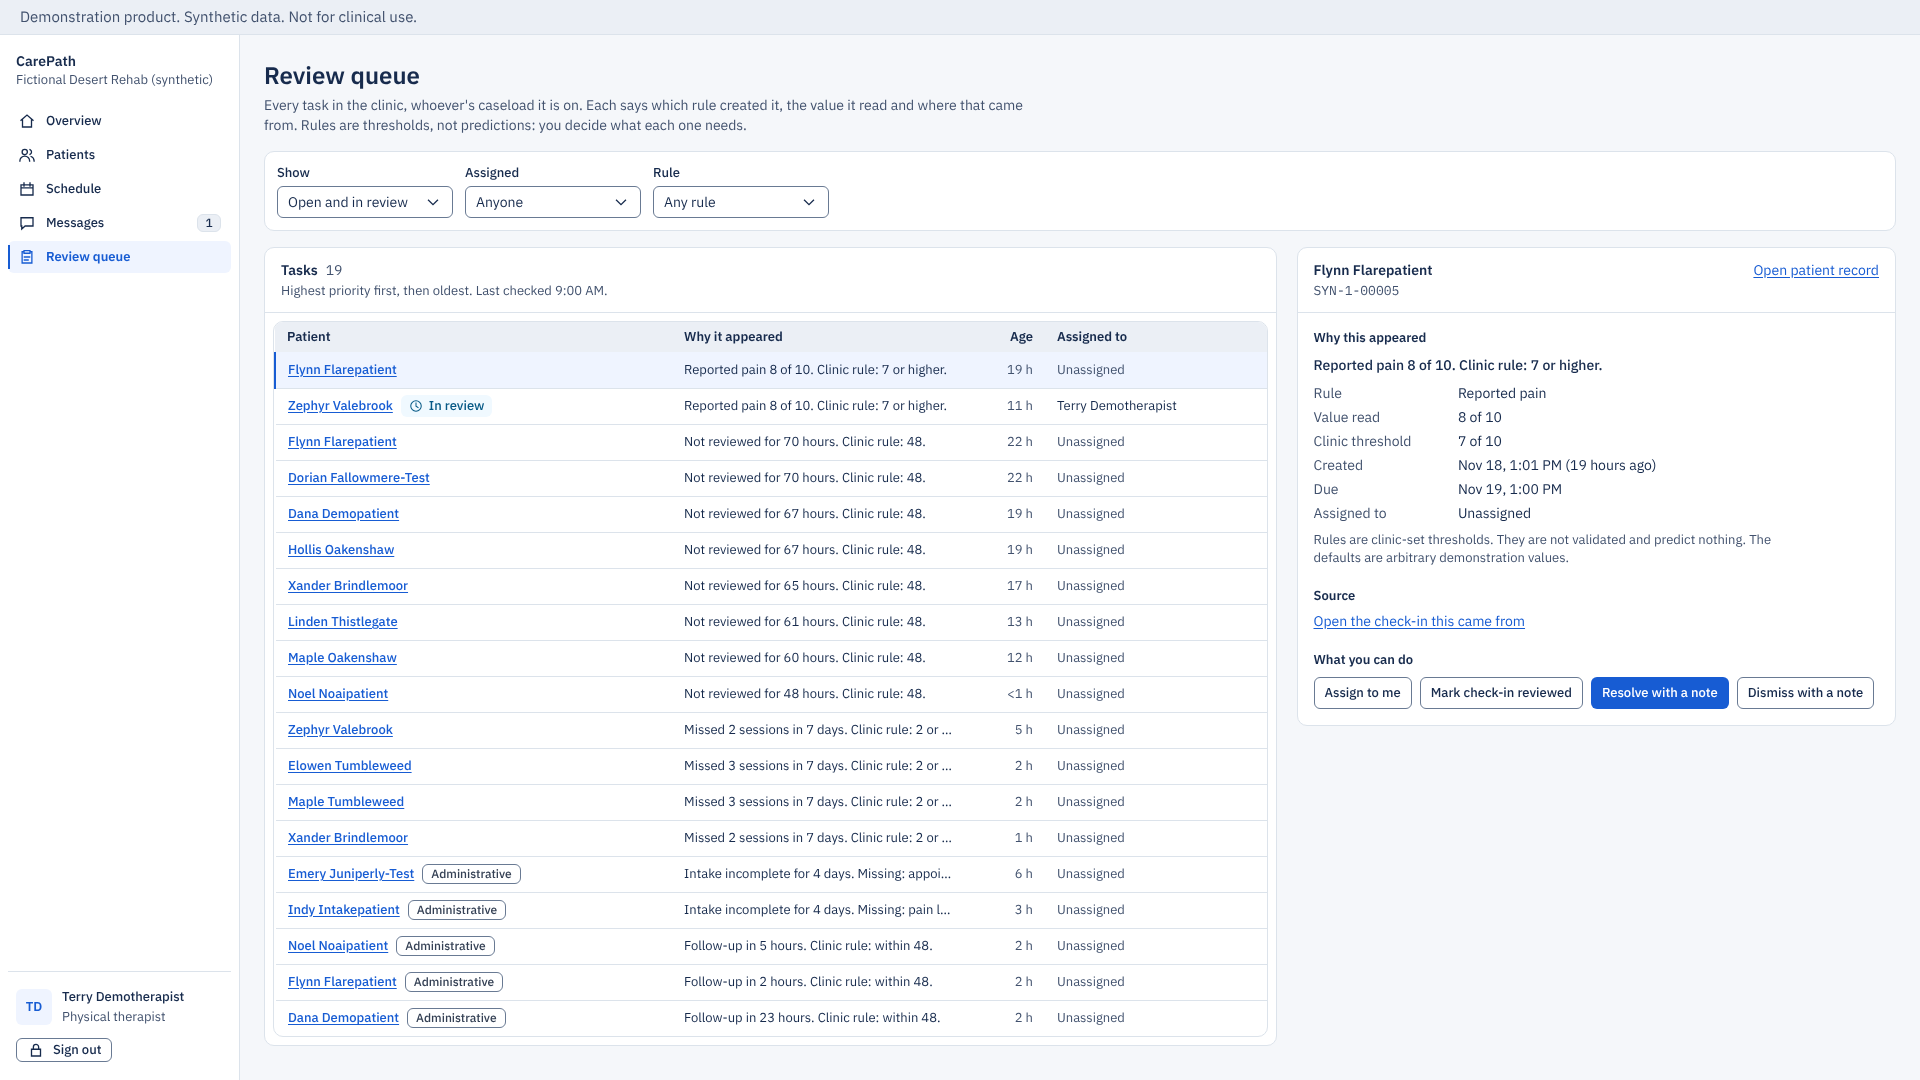 Demonstration product. Synthetic data. Not for clinical use.
CarePath
Fictional Desert Rehab (synthetic)
Overview
Patients
Schedule
Messages 1
Review queue
Terry Demotherapist
TD
Physical therapist
Sign out
Review queue
Every task in the clinic, whoever's caseload it is on. Each says which rule created it, the value it read and where that came
from. Rules are thresholds, not predictions: you decide what each one needs.
Show Assigned Rule
Open and in review Anyone Any rule
Tasks 19
Highest priority first, then oldest. Last checked 9:00 AM.
Patient Why it appeared Age Assigned to
Flynn Flarepatient Reported pain 8 of 10. Clinic rule: 7 or higher. 19 h Unassigned
Zephyr Valebrook In review Reported pain 8 of 10. Clinic rule: 7 or higher. 11 h Terry Demotherapist
Flynn Flarepatient Not reviewed for 70 hours. Clinic rule: 48. 22 h Unassigned
Dorian Fallowmere-Test Not reviewed for 70 hours. Clinic rule: 48. 22 h Unassigned
Dana Demopatient Not reviewed for 67 hours. Clinic rule: 48. 19 h Unassigned
Hollis Oakenshaw Not reviewed for 67 hours. Clinic rule: 48. 19 h Unassigned
Xander Brindlemoor Not reviewed for 65 hours. Clinic rule: 48. 17 h Unassigned
Linden Thistlegate Not reviewed for 61 hours. Clinic rule: 48. 13 h Unassigned
Maple Oakenshaw Not reviewed for 60 hours. Clinic rule: 48. 12 h Unassigned
Noel Noaipatient Not reviewed for 48 hours. Clinic rule: 48. <1 h Unassigned
Zephyr Valebrook Missed 2 sessions in 7 days. Clinic rule: 2 or ... 5 h Unassigned
Elowen Tumbleweed Missed 3 sessions in 7 days. Clinic rule: 2 or ... 2 h Unassigned
Maple Tumbleweed Missed 3 sessions in 7 days. Clinic rule: 2 or ... 2 h Unassigned
Xander Brindlemoor Missed 2 sessions in 7 days. Clinic rule: 2 or ... 1 h Unassigned
Emery Juniperly-Test Administrative Intake incomplete for 4 days. Missing: appoi... 6 h Unassigned
Indy Intakepatient Administrative Intake incomplete for 4 days. Missing: pain l... 3 h Unassigned
Noel Noaipatient Administrative Follow-up in 5 hours. Clinic rule: within 48. 2 h Unassigned
Flynn Flarepatient Administrative Follow-up in 2 hours. Clinic rule: within 48. 2 h Unassigned
Dana Demopatient Administrative Follow-up in 23 hours. Clinic rule: within 48. 2 h Unassigned
Flynn Flarepatient Open patient record
SYN-1-00005
Why this appeared
Reported pain 8 of 10. Clinic rule: 7 or higher.
Rule Reported pain
Value read 8 of 10
Clinic threshold 7 of 10
Created Nov 18, 1:01 PM (19 hours ago)
Due Nov 19, 1:00 PM
Assigned to Unassigned
Rules are clinic-set thresholds. They are not validated and predict nothing. The
defaults are arbitrary demonstration values.
Source
Open the check-in this came from
What you can do
Assign to me Mark check-in reviewed Resolve with a note Dismiss with a note